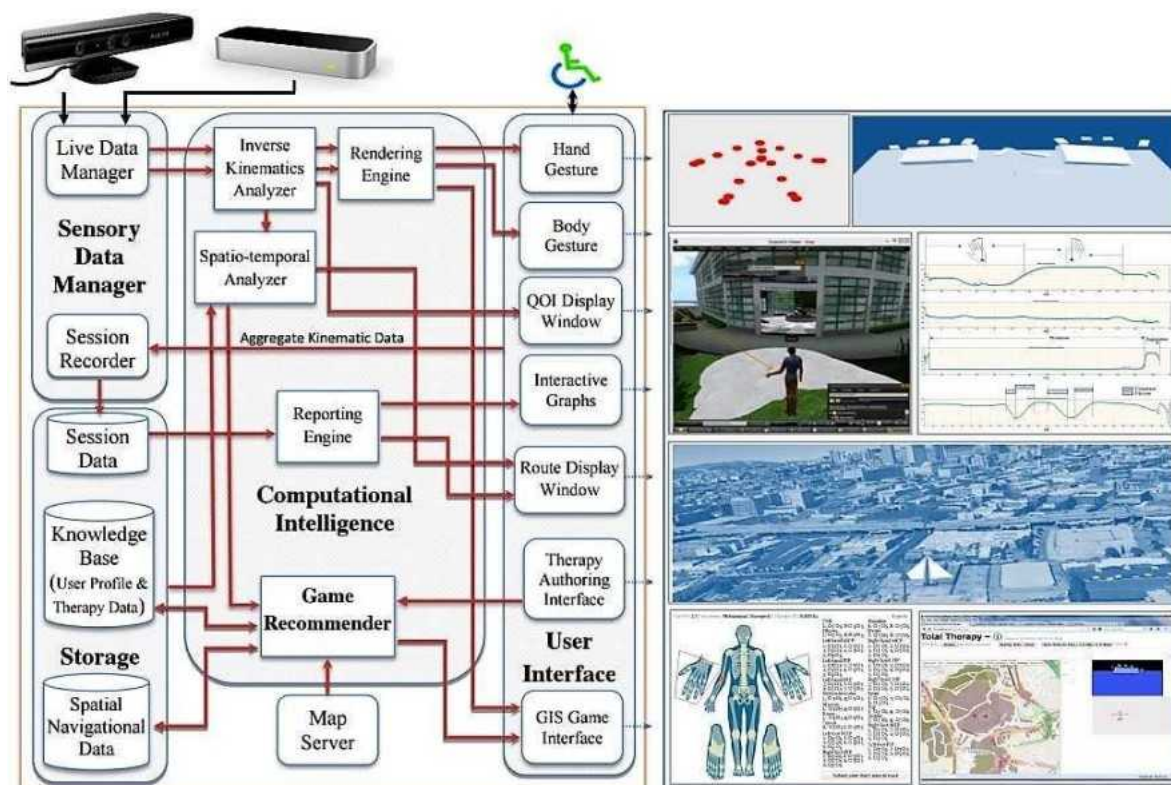 Live Data
Manager
Sensory
Data
Manager
Session
Recorder
Session
Data
Knowledge
Base
(User Profile &
Therapy Data)
Storage
Spatial
Navigational
Data
Inverse
Kinematics
Analyzer
Rendering
Engine
Spatio-temporal
Analyzer
Aggregate Kinematic Data
Reporting
Engine
Computational
Intelligence
Game
Recommender
Map
Server
Hand
Gesture
Body
Gesture
QOI Display
Window
Interactive
Graphs
Route Display
Window
Therapy
Authoring
Interface
User
Interface
GIS Game
Interface
Total Therapy –